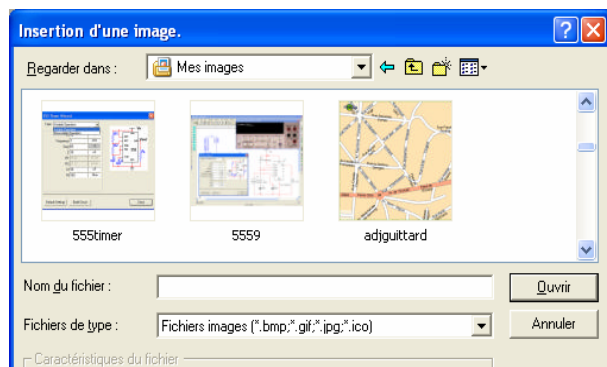 Insertion d'une image.
Regarder dans : Mes images
555timer 5559 adjguittard
Nom du fichier : Ouvrir
Fichiers de type : Fichiers images (*.bmp;*.gif;*.jpg;*.ico) Annuler
Caractéristiques du fichier